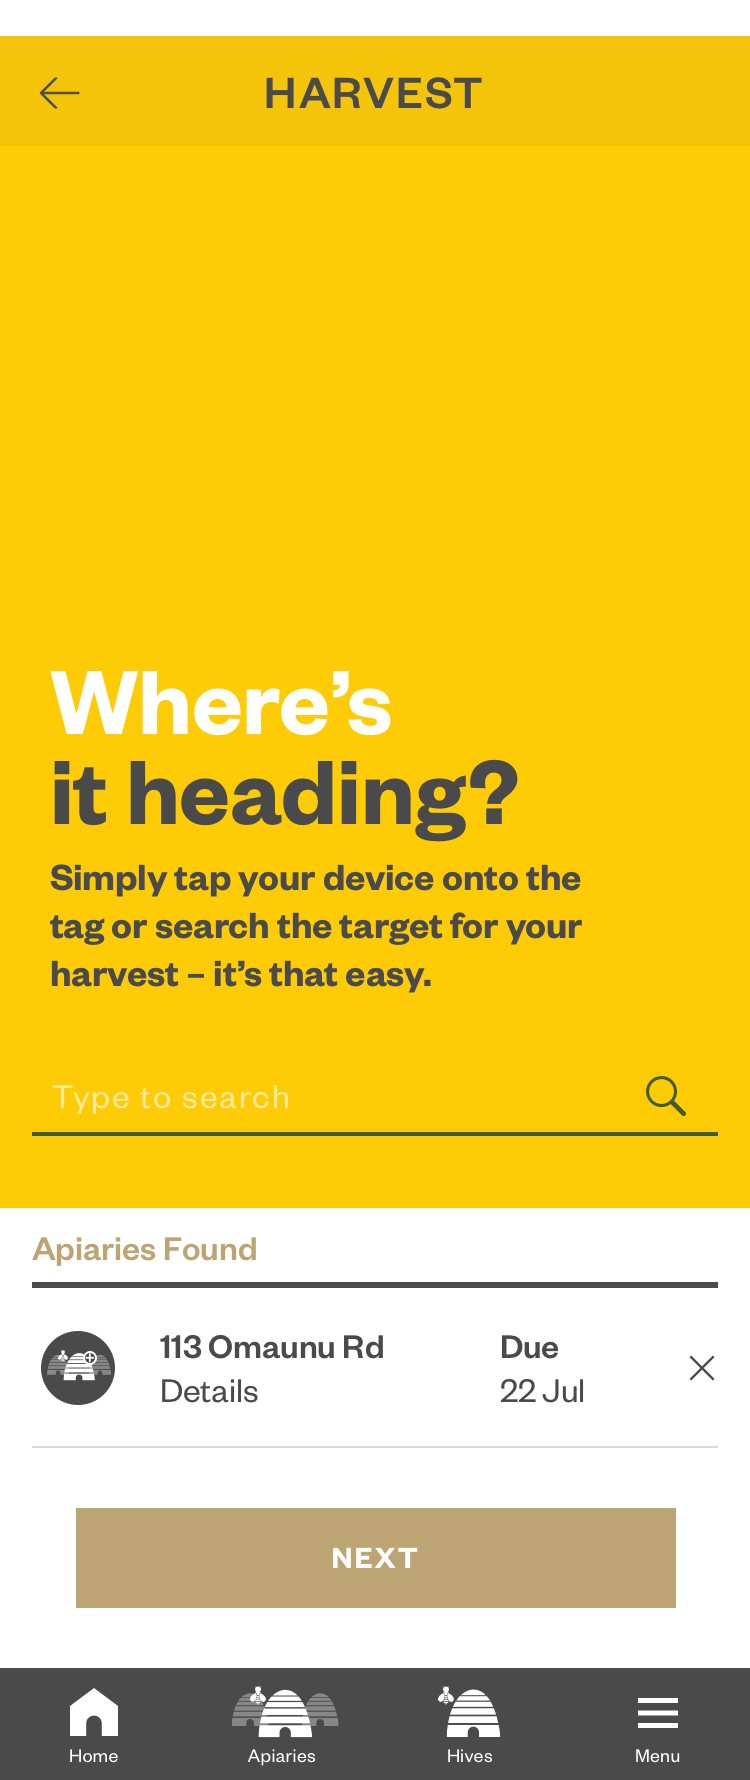 HARVEST
Where’s
it heading?
Simply tap your device onto the
tag or search the target for your
harvest – it’s that easy.
Type to search
Apiaries Found
113 Omaunu Rd
Details
Due
22 Jul
NEXT
Home
Apiaries
Hives
Menu